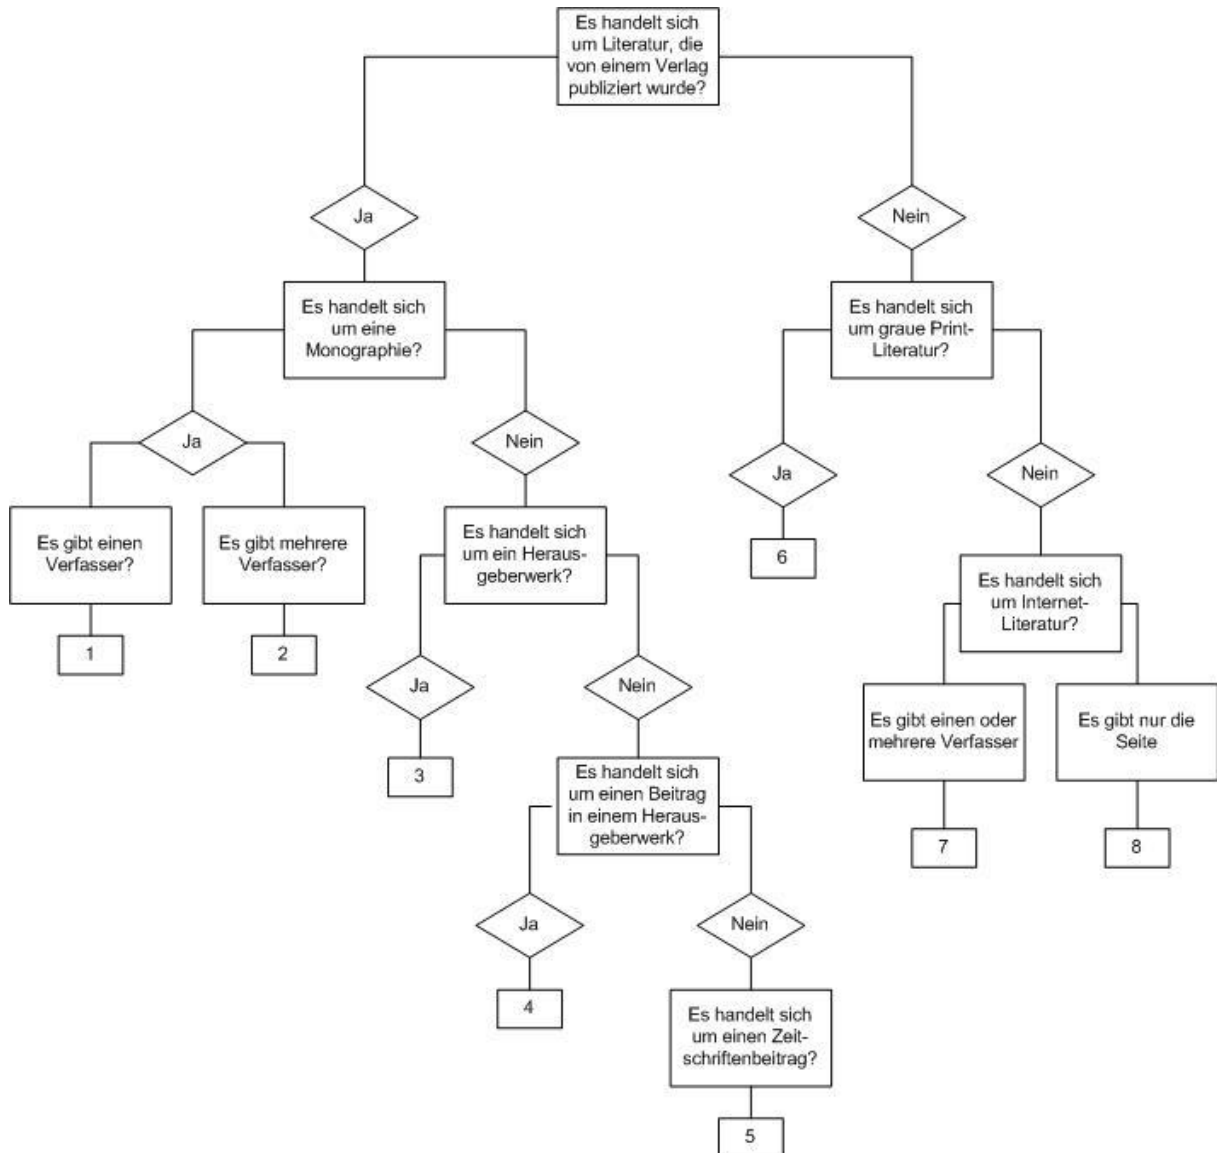 Es handelt sich
um Literatur, die
von einem Verlag
publiziert wurde?
Ja
Nein
Es handelt sich
um eine
Monographie?
Es handelt sich
um graue Print-
Literatur?
Ja
Nein
Ja
Nein
Es gibt einen
Verfasser?
Es gibt mehrere
Verfasser?
Es handelt sich
um ein Heraus-
geberwerk?
6
Es handelt sich
um Internet-
Literatur?
1
2
Ja
Nein
Es gibt einen oder
mehrere Verfasser
Es gibt nur die
Seite
3
Es handelt sich
um einen Beitrag
in einem Heraus-
geberwerk?
7
8
Ja
Nein
4
Es handelt sich
um einen Zeit-
schriftenbeitrag?
5